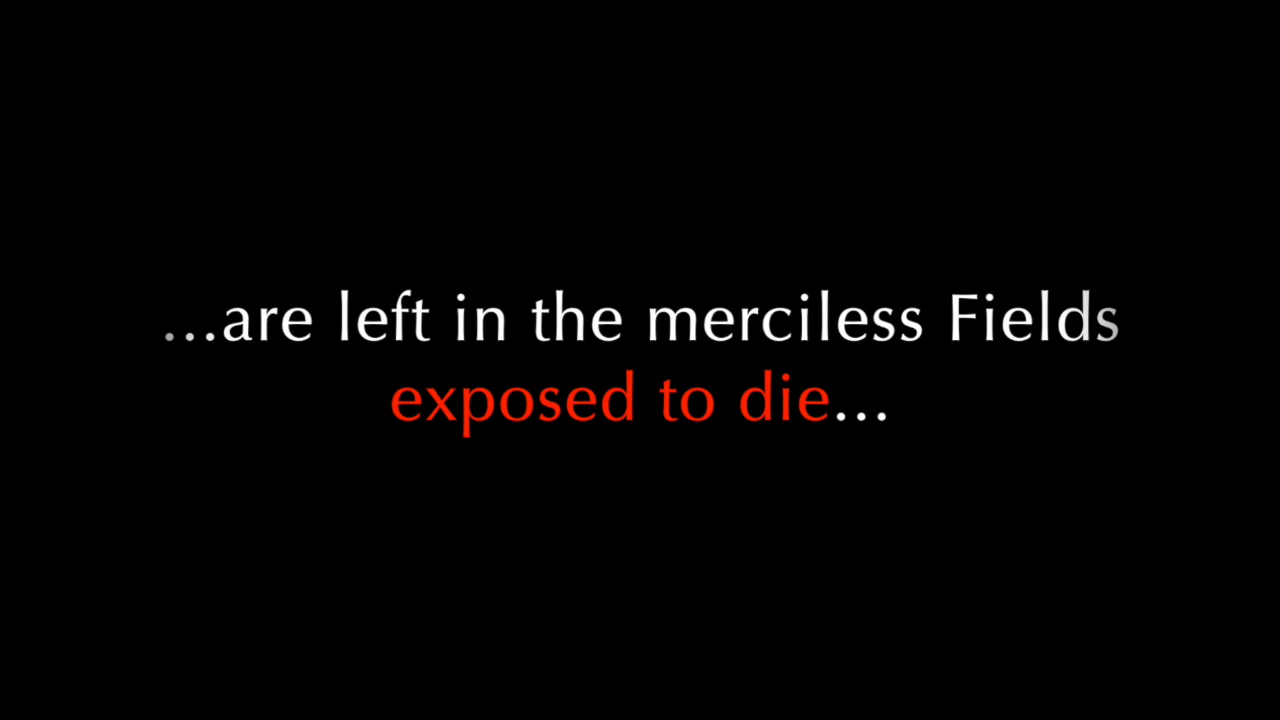 ...are left in the merciless Fields
exposed to die...